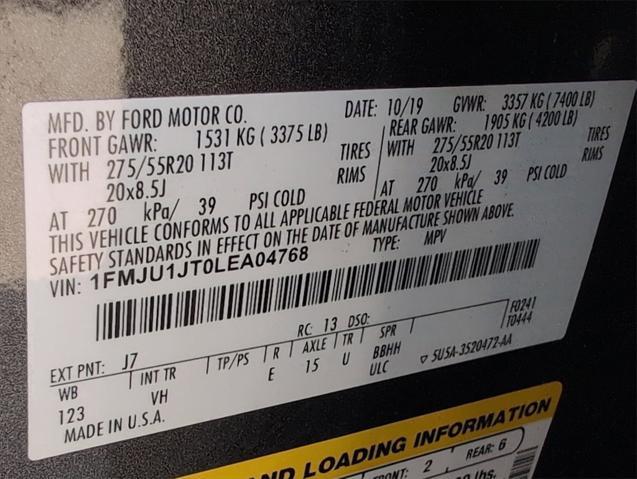 MFD. BY FORD MOTOR CO.
DATE: 10/19 GVWR: 3357 KG (7400 LB)
FRONT GAWR: 1531 KG (3375 LB)
REAR GAWR: 1905 KG (4200 LB)
WITH 275/55R20 113T TIRES
WITH 275/55R20 113T TIRES
20x8.5J RIMS
20x8.5J RIMS
AT 270 kPa/ 39 PSI COLD
AT 270 kPa/ 39 PSI COLD
THIS VEHICLE CONFORMS TO ALL APPLICABLE FEDERAL MOTOR VEHICLE
SAFETY STANDARDS IN EFFECT ON THE DATE OF MANUFACTURE SHOWN ABOVE.
VIN: 1FMJU1JT0LEA04768
TYPE: MPV
F0241
T0444
EXT PNT: J7 RC: 13 DSO:
WB INT TR TP/PS R AXLE TR SPR
123 VH E 15 U BBHH
ULC
5U5A-3520472-AA
MADE IN U.S.A.
AND LOADING INFORMATION
FRONT: 2 REAR: 6
lbs.